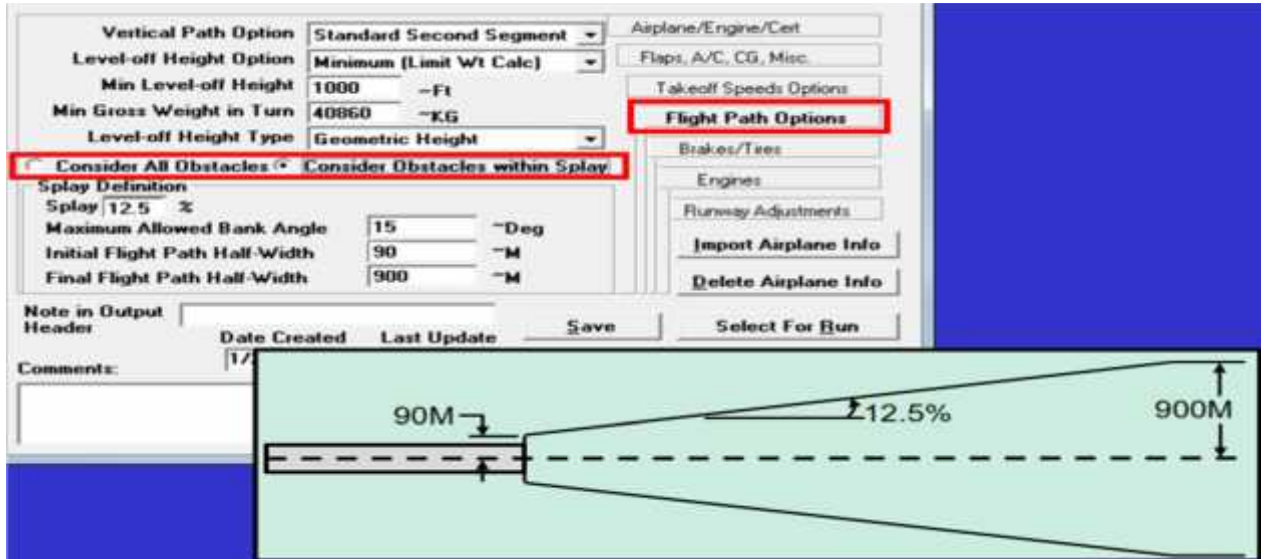 Vertical Path Option Standard Second Segment
Level-off Height Option Minimum (Limit Wt Calc)
Min Level-off Height 1000 ~Ft
Min Gross Weight in Turn 40860 ~KG
Level-off Height Type Geometric Height
Consider All Obstacles Consider Obstacles within Splay
Splay Definition
Splay 12.5 %
Maximum Allowed Bank Angle 15 ~Deg
Initial Flight Path Half-Width 90 ~M
Final Flight Path Half-Width 900 ~M
Airplane/Engine/Cert
Flaps, A/C, CG, Misc.
Takeoff Speeds Options
Flight Path Options
Brakes/Tires
Engines
Runway Adjustments
Import Airplane Info
Delete Airplane Info
Note in Output
Header
Date Created Last Update
Save
Select For Run
Comments:
1/
90M
12.5%
900M